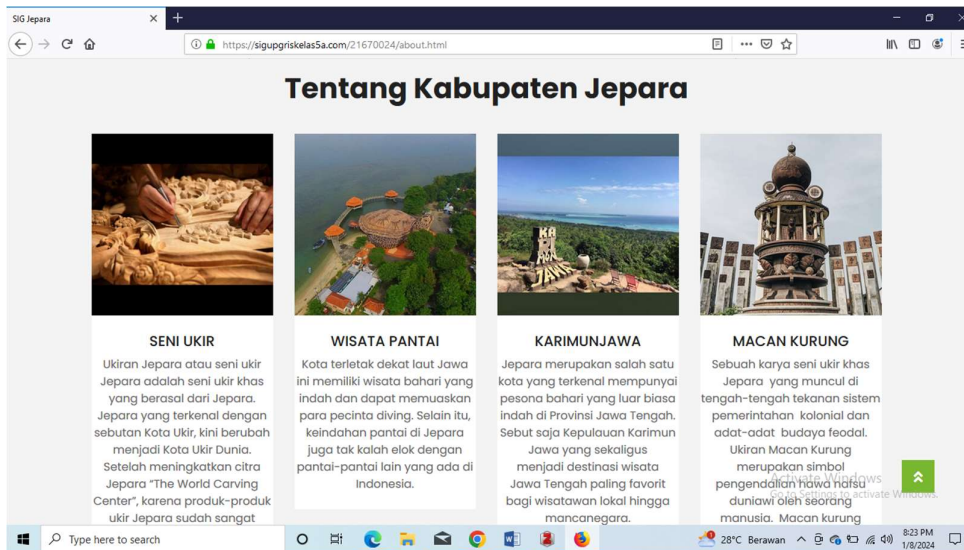 SIG Jepara
https://sigupgriskelas5a.com/21670024/about.html
Tentang Kabupaten Jepara
KA
RI
MUN
JAWA
SENI UKIR
Ukiran Jepara atau seni ukir
Jepara adalah seni ukir khas
yang berasal dari Jepara.
Jepara yang terkenal dengan
sebutan Kota Ukir, kini berubah
menjadi Kota Ukir Dunia.
Setelah meningkatkan citra
Jepara “The World Carving
Center”, karena produk-produk
ukir Jepara sudah sangat
WISATA PANTAI
Kota terletak dekat laut Jawa
ini memiliki wisata bahari yang
indah dan dapat memuaskan
para pecinta diving. Selain itu,
keindahan pantai di Jepara
juga tak kalah elok dengan
pantai-pantai lain yang ada di
Indonesia.
KARIMUNJAWA
Jepara merupakan salah satu
kota yang terkenal mempunyai
pesona bahari yang luar biasa
indah di Provinsi Jawa Tengah.
Sebut saja Kepulauan Karimun
Jawa yang sekaligus
menjadi destinasi wisata
Jawa Tengah paling favorit
bagi wisatawan lokal hingga
mancanegara.
MACAN KURUNG
Sebuah karya seni ukir khas
Jepara yang muncul di
tengah-tengah tekanan sistem
pemerintahan kolonial dan
adat-adat budaya feodal.
Ukiran Macan Kurung
merupakan simbol
pengendalian hawa nafsu
duniawi oleh seorang
manusia. Macan kurung
Activate Windows
Go to Settings to activate Windows.
Type here to search
28°C Berawan
8:23 PM
1/8/2024